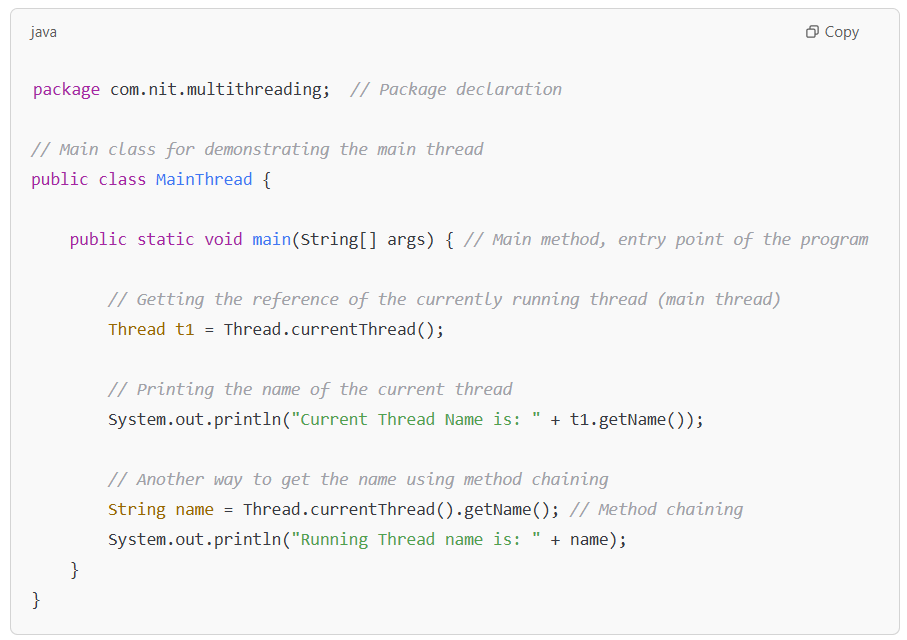 java
Copy
package com.nit.multithreading;  // Package declaration
// Main class for demonstrating the main thread
public class MainThread {
public static void main(String[] args) { // Main method, entry point of the program
// Getting the reference of the currently running thread (main thread)
Thread t1 = Thread.currentThread();
// Printing the name of the current thread
System.out.println("Current Thread Name is: " + t1.getName());
// Another way to get the name using method chaining
String name = Thread.currentThread().getName(); // Method chaining
System.out.println("Running Thread name is: " + name);
}
}